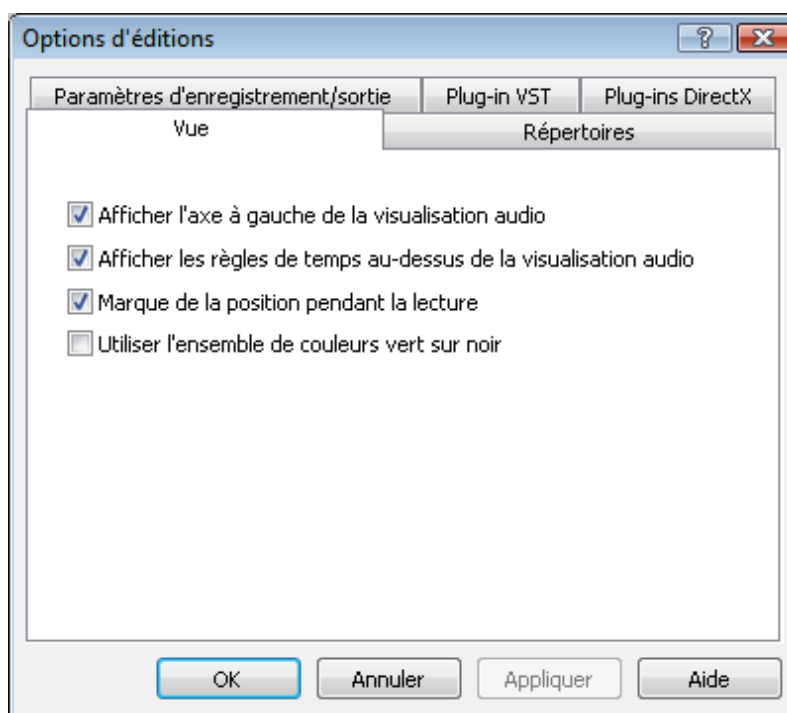 Options d'éditions
Paramètres d'enregistrement/sortie
Plug-in VST
Plug-ins DirectX
Vue
Répertoires
Afficher l'axe à gauche de la visualisation audio
Afficher les règles de temps au-dessus de la visualisation audio
Marque de la position pendant la lecture
Utiliser l'ensemble de couleurs vert sur noir
OK
Annuler
Appliquer
Aide